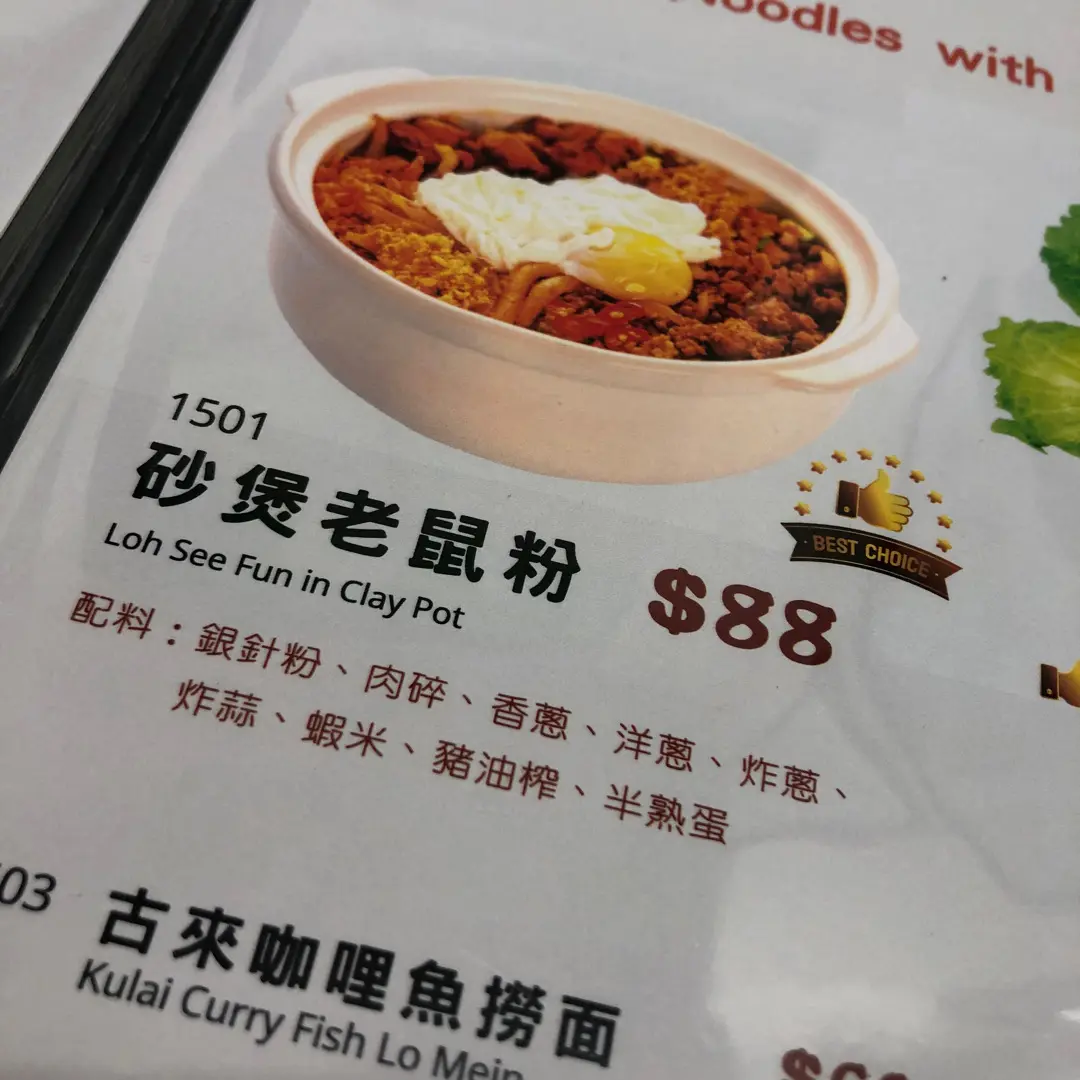 Noodles with
1501
砂煲老鼠粉
Loh See Fun in Clay Pot
$88
BEST CHOICE
配料：銀針粉、肉碎、香蔥、洋蔥、炸蔥、
炸蒜、蝦米、豬油榨、半熟蛋
03
古來咖哩魚撈面
Kulai Curry Fish Lo Mein